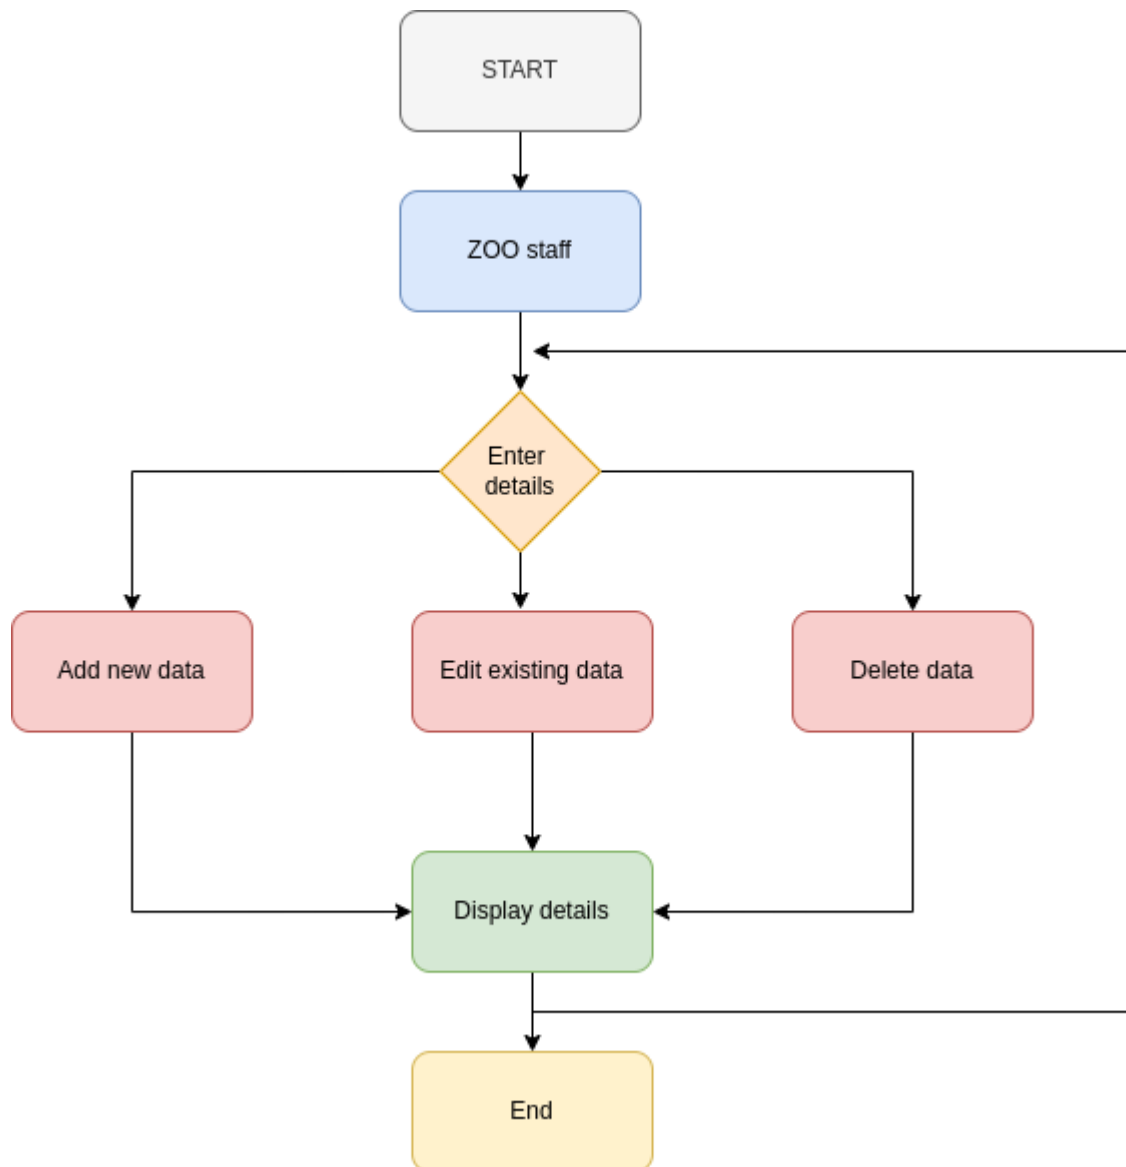 START
ZOO staff
Enter
details
Add new data
Edit existing data
Delete data
Display details
End